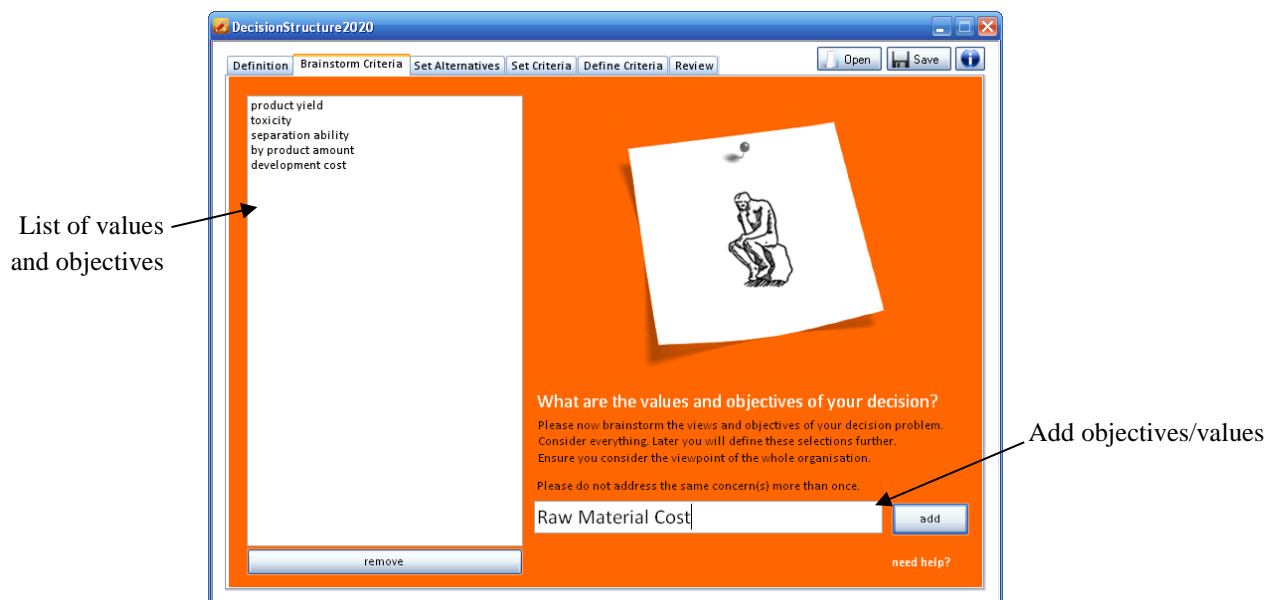 DecisionStructure2020
Definition Brainstorm Criteria Set Alternatives Set Criteria Define Criteria Review Open Save
product yield
toxicity
separation ability
by product amount
development cost
List of values
and objectives
What are the values and objectives of your decision?
Please now brainstorm the views and objectives of your decision problem.
Consider everything. Later you will define these selections further.
Ensure you consider the viewpoint of the whole organisation.
Please do not address the same concern(s) more than once.
Add objectives/values
Raw Material Cost add
remove need help?